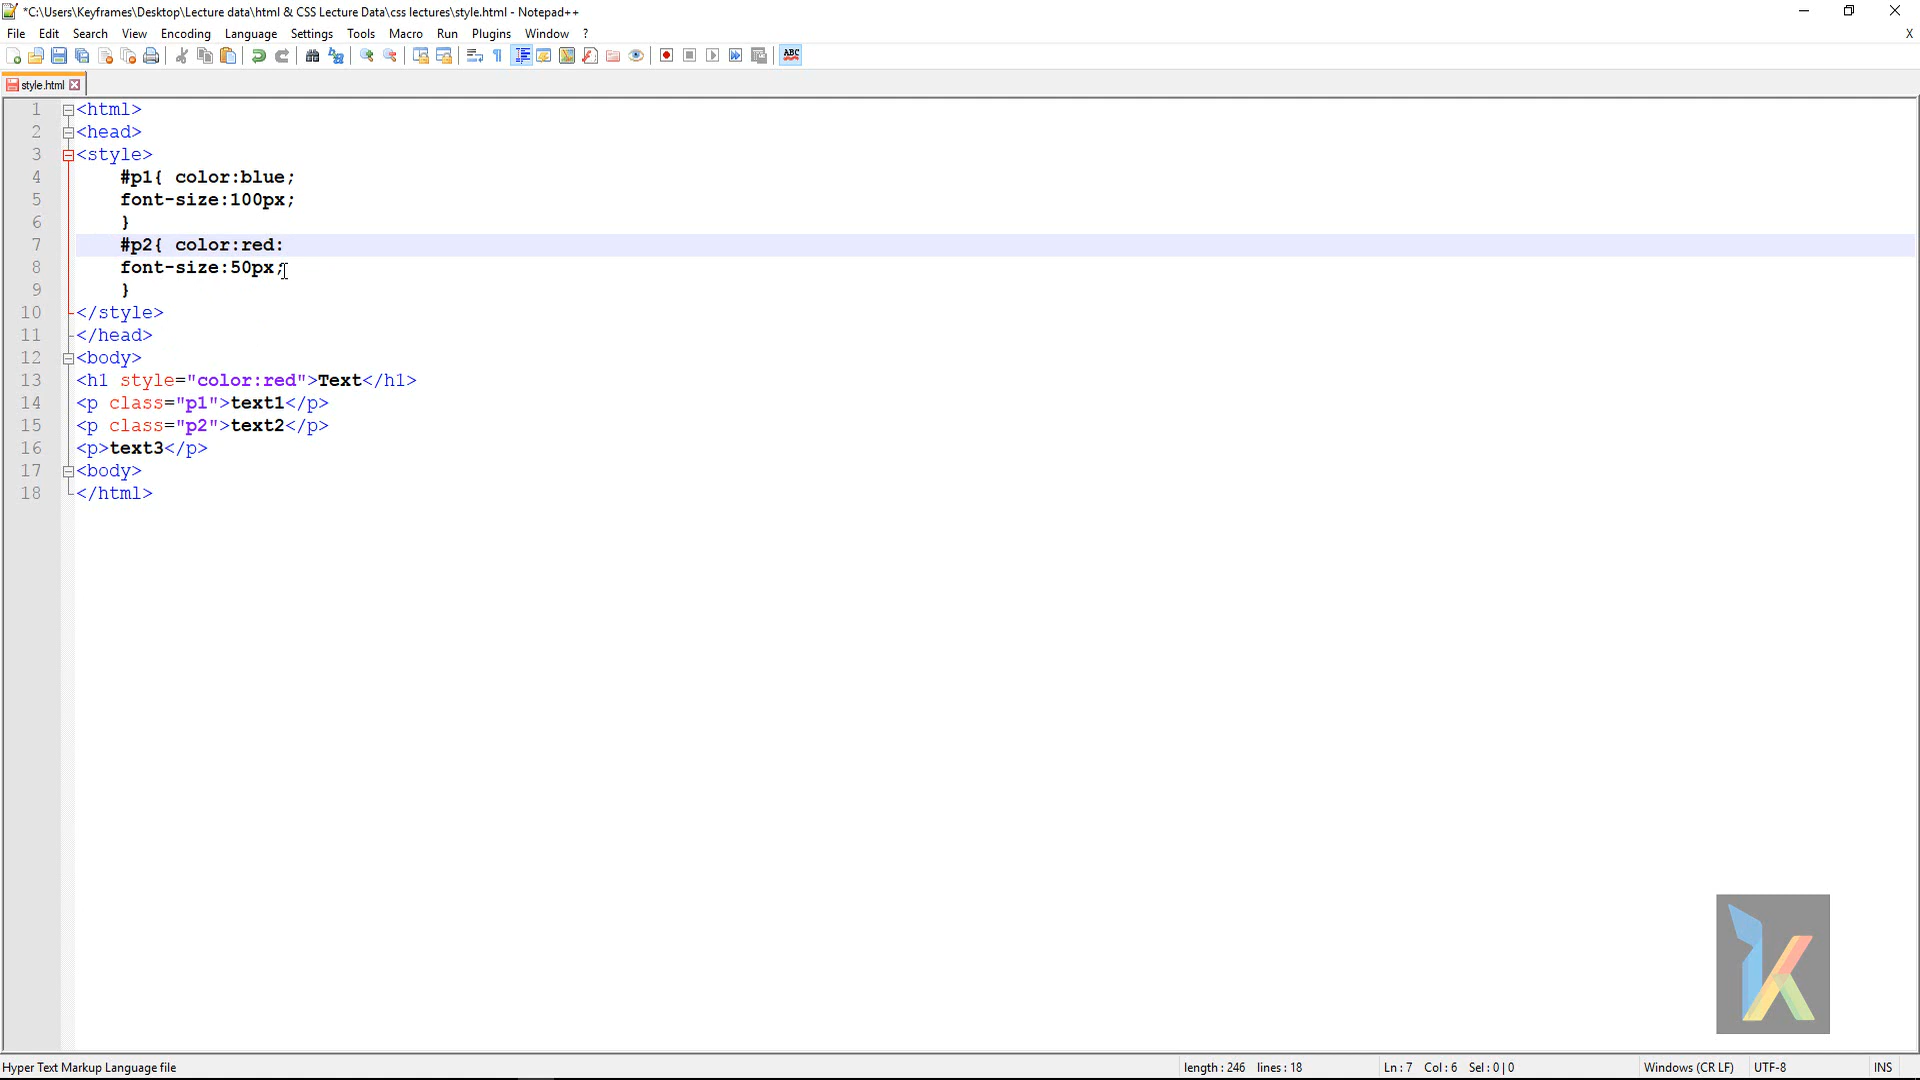 *C:\Users\Keyframes\Desktop\Lecture data\html & CSS Lecture Data\css lectures\style.html - Notepad++
File Edit Search View Encoding Language Settings Tools Macro Run Plugins Window ? X
ABC
style.html
1 <html>
2 <head>
3 <style>
4 #p1{ color:blue;
5 font-size:100px;
6 }
7 #p2{ color:red:
8 font-size:50px;
9 }
10 </style>
11 </head>
12 <body>
13 <h1 style="color:red">Text</h1>
14 <p class="p1">text1</p>
15 <p class="p2">text2</p>
16 <p>text3</p>
17 <body>
18 </html>
Hyper Text Markup Language file length : 246 lines : 18 Ln : 7 Col : 6 Sel : 0 | 0 Windows (CR LF) UTF-8 INS